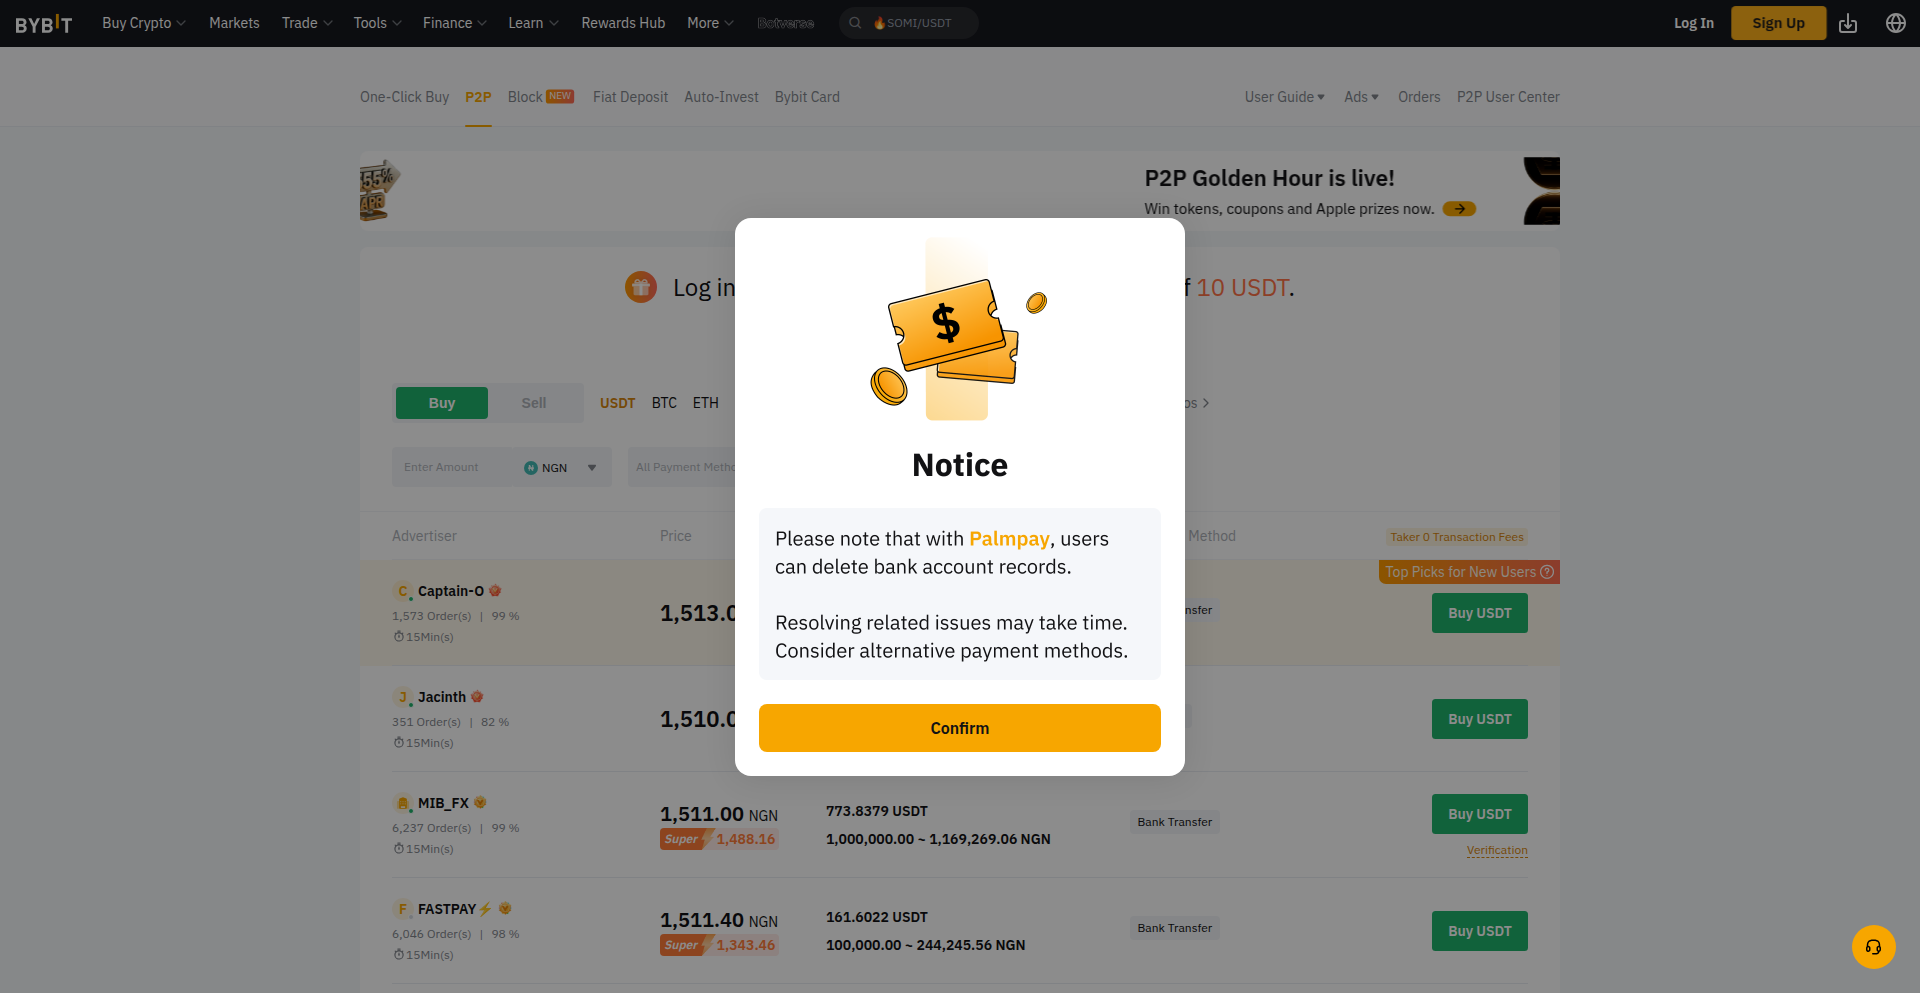 BYBIT Buy Crypto Markets Trade Tools Finance Learn Rewards Hub More Botverse 🔥SOMI/USDT Log In Sign Up
One-Click Buy P2P Block NEW Fiat Deposit Auto-Invest Bybit Card User Guide Ads Orders P2P User Center
555%
APR
P2P Golden Hour is live!
Win tokens, coupons and Apple prizes now.
Log in
10 USDT.
Buy Sell USDT BTC ETH
Enter Amount NGN All Payment
Advertiser Price Method Taker 0 Transaction Fees
Top Picks for New Users
C Captain-O
1,573 Order(s) | 99 %
15Min(s)
1,513.0
Buy USDT
J Jacinth
351 Order(s) | 82 %
15Min(s)
1,510.0
Buy USDT
MIB_FX
6,237 Order(s) | 99 %
15Min(s)
1,511.00 NGN
Super 1,488.16
773.8379 USDT
1,000,000.00 ~ 1,169,269.06 NGN
Bank Transfer
Buy USDT
Verification
F FASTPAY⚡
6,046 Order(s) | 98 %
15Min(s)
1,511.40 NGN
Super 1,343.46
161.6022 USDT
100,000.00 ~ 244,245.56 NGN
Bank Transfer
Buy USDT
$
Notice
Please note that with Palmpay, users
can delete bank account records.
Resolving related issues may take time.
Consider alternative payment methods.
Confirm